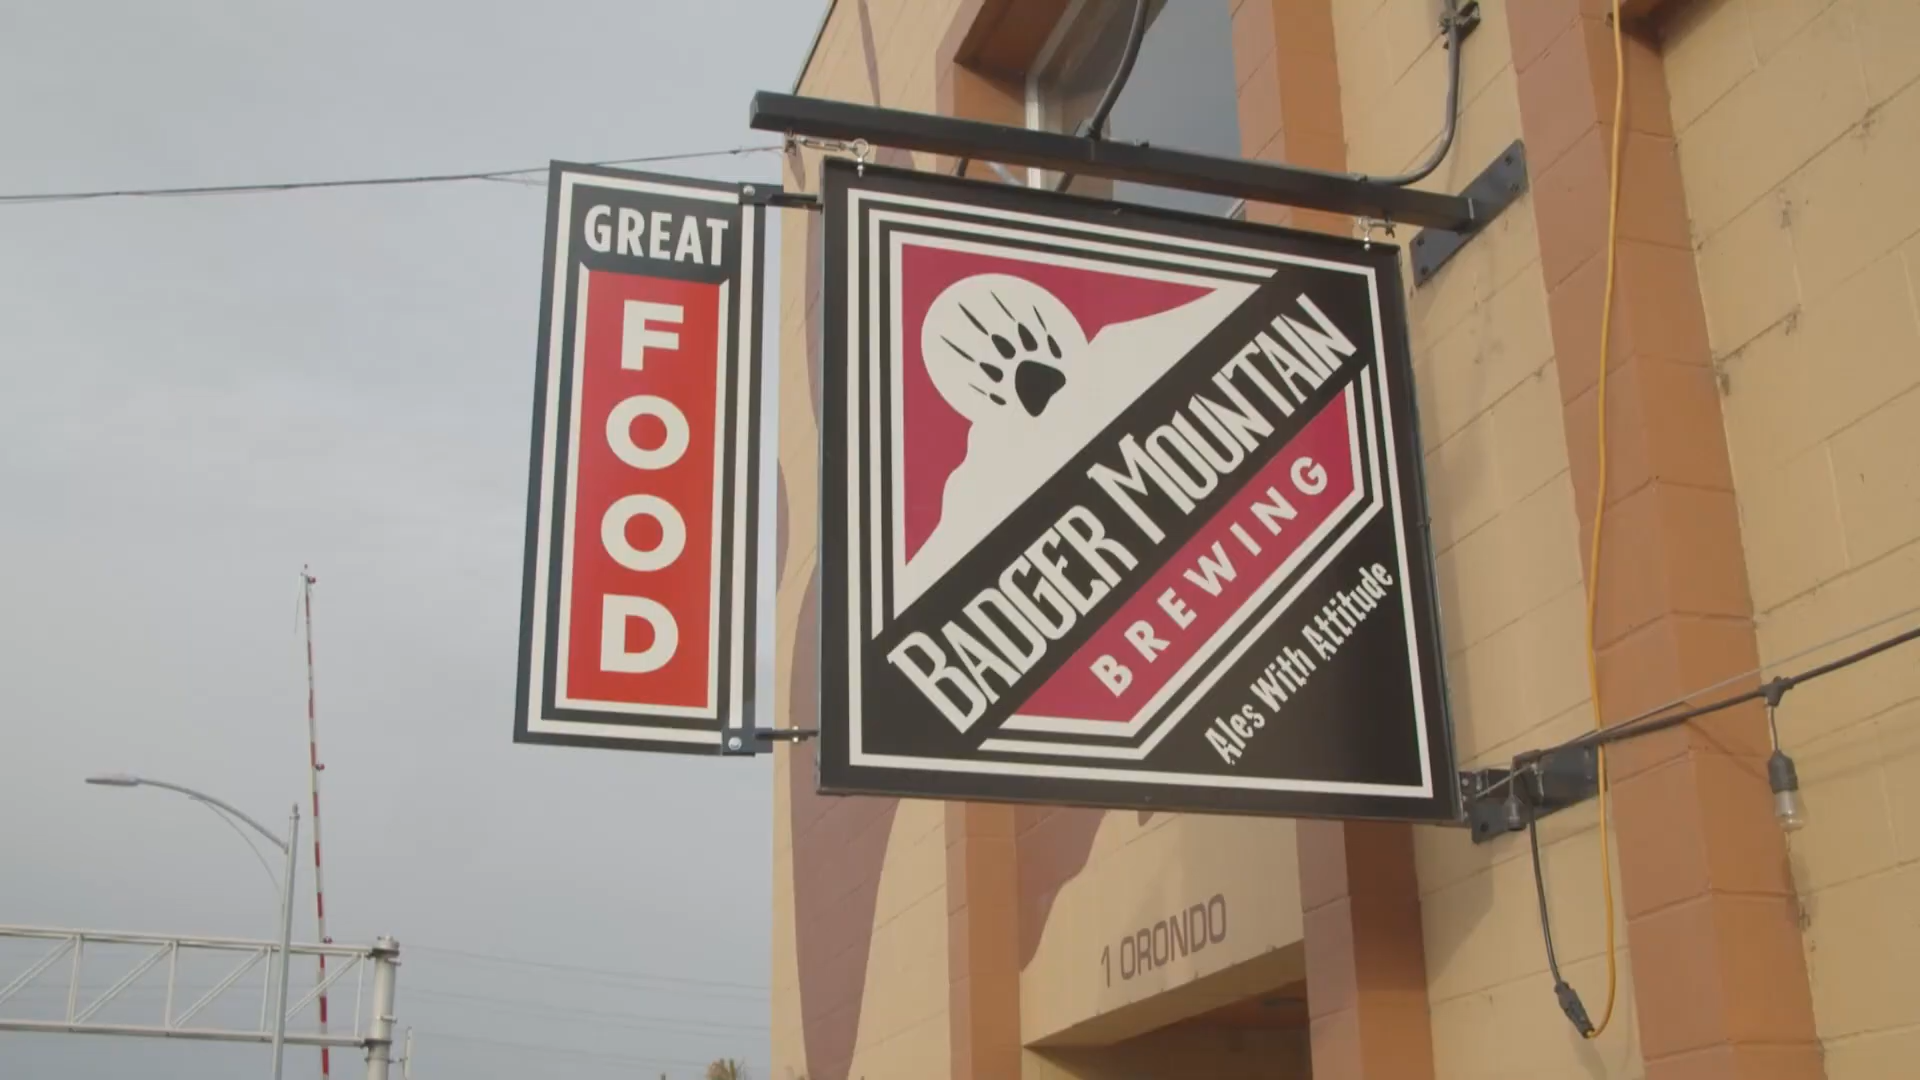 GREAT
FOOD
BADGER MOUNTAIN
BREWING
Ales With Attitude
1 ORONDO